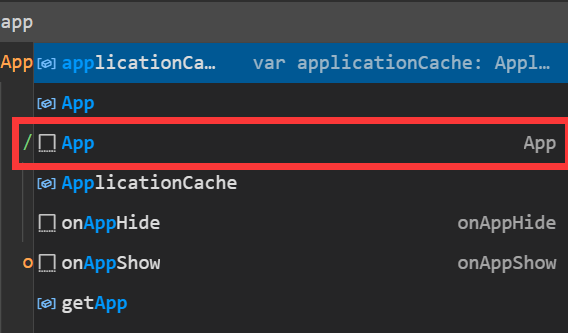 app
App applicationCa… var applicationCache: Appl…
App
/ App App
ApplicationCache
onAppHide onAppHide
o onAppShow onAppShow
getApp